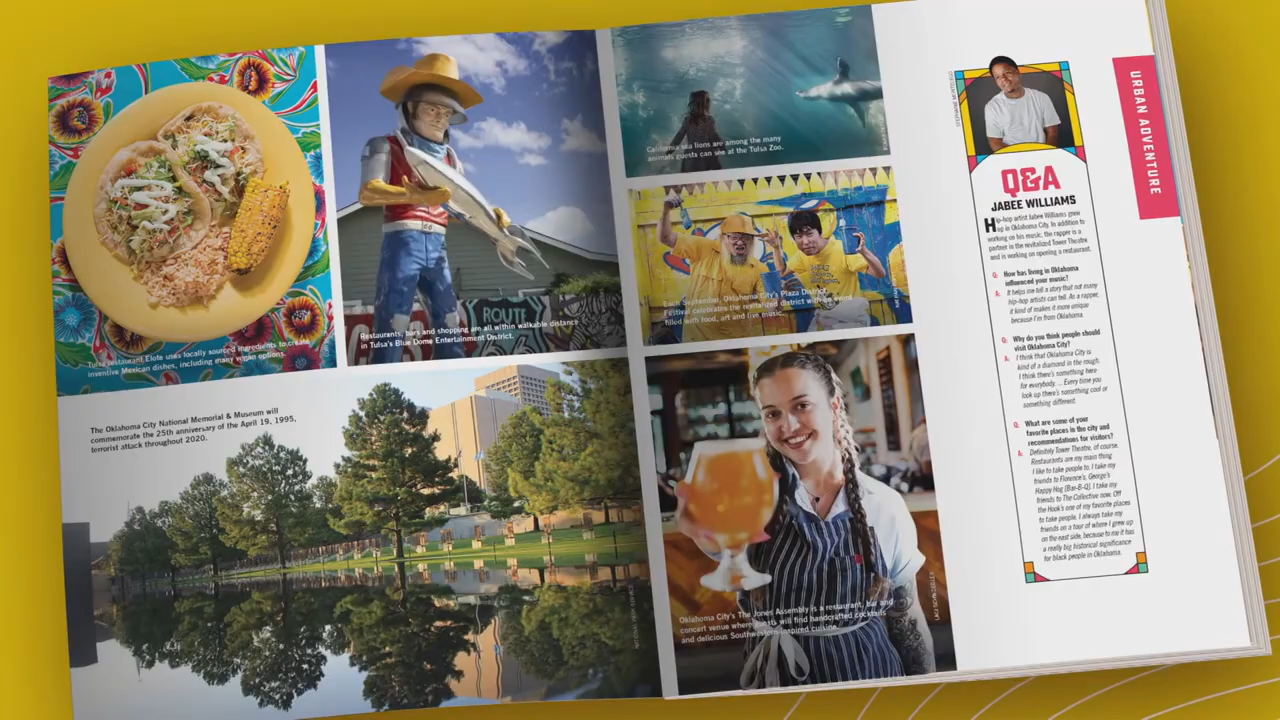 Tulsa restaurant Elote uses locally sourced ingredients to create
inventive Mexican dishes, including many vegan options.
66
ROUTE
Restaurants, bars and shopping are all within walkable distance
in Tulsa's Blue Dome Entertainment District.
California sea lions are among the many
animals guests can see at the Tulsa Zoo.
Each September, Oklahoma City's Plaza District
Festival celebrates the revitalized district with an event
filled with food, art and live music.
The Oklahoma City National Memorial & Museum will
commemorate the 25th anniversary of the April 19, 1995,
terrorist attack throughout 2020.
Oklahoma City's The Jones Assembly is a restaurant, bar and
concert venue where guests will find handcrafted cocktails
and delicious Southwestern-inspired cuisine.
URBAN ADVENTURE
Q&A
JABEE WILLIAMS
Hip-hop artist Jabee Williams grew
up in Oklahoma City. In addition to
working on his music, the rapper is a
partner in the revitalized Tower Theatre
and is working on opening a restaurant.
Q: How has living in Oklahoma
influenced your music?
A: It helps me tell a story that not many
hip-hop artists can tell. As a rapper,
it kind of makes it more unique
because I'm from Oklahoma.
Q: Why do you think people should
visit Oklahoma City?
A: I think that Oklahoma City is
kind of a diamond in the rough.
I think there's something here
for everybody. ... Every time you
look up there's something cool or
something different.
Q: What are some of your
favorite places in the city and
recommendations for visitors?
A: Definitely Tower Theatre, of course.
Restaurants are my main thing
I like to take people to. I take my
friends to Florence's, George's
Happy Hog [Bar-B-Q]. I take my
friends to The Collective now. Off
the Hook's one of my favorite places
to take people. I always take my
friends on a tour of where I grew up
on the east side, because to me it has
a really big historical significance
for black people in Oklahoma.